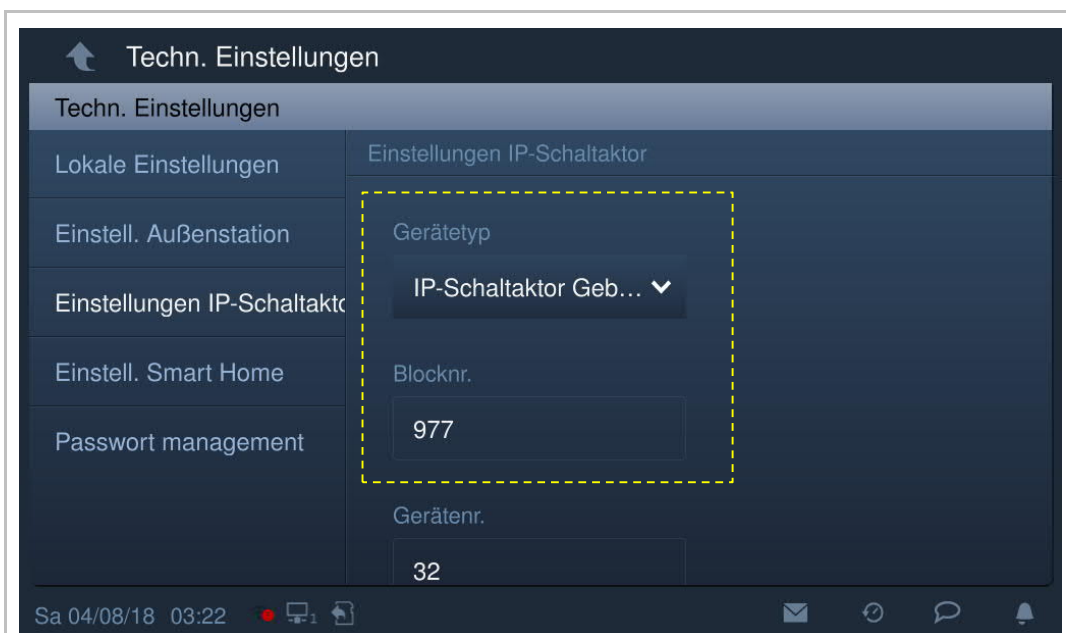 Techn. Einstellungen
Techn. Einstellungen
Lokale Einstellungen
Einstell. Außenstation
Einstellungen IP-Schaltakto
Einstell. Smart Home
Passwort management
Einstellungen IP-Schaltaktor
Gerätetyp
IP-Schaltaktor Geb...
Blocknr.
977
Gerätenr.
32
Sa 04/08/18 03:22 1